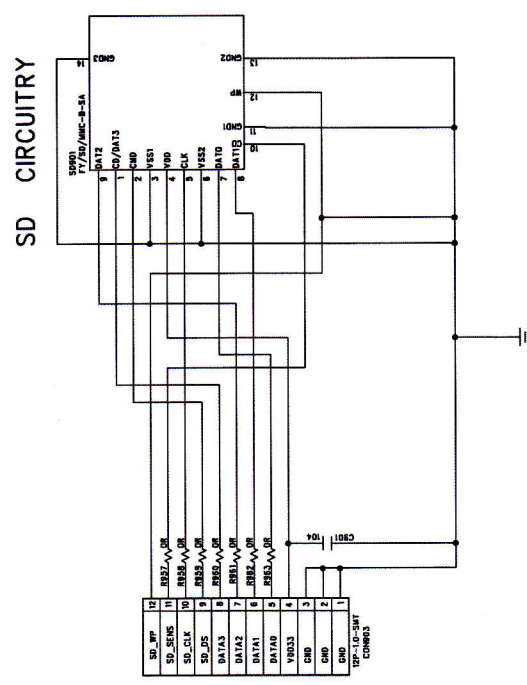 SD CIRCUITRY
SD901
FY/SD/MMC-B-SA
14 GND3
GND2 13
WP 12
GND1 11
CD 10
DAT2 9
CD/DAT3 1
CMD 2
VSS1 3
VDD 4
CLK 5
VSS2 6
DAT0 7
DAT1 8
R957 0R
R958 0R
R959 0R
R960 0R
R961 0R
R962 0R
R963 0R
104
C901
SD_WP 12
SD_SENS 11
SD_CLK 10
SD_DS 9
DATA3 8
DATA2 7
DATA1 6
DATA0 5
VDD33 4
GND 3
GND 2
GND 1
12P-1.0-SMT
CON903